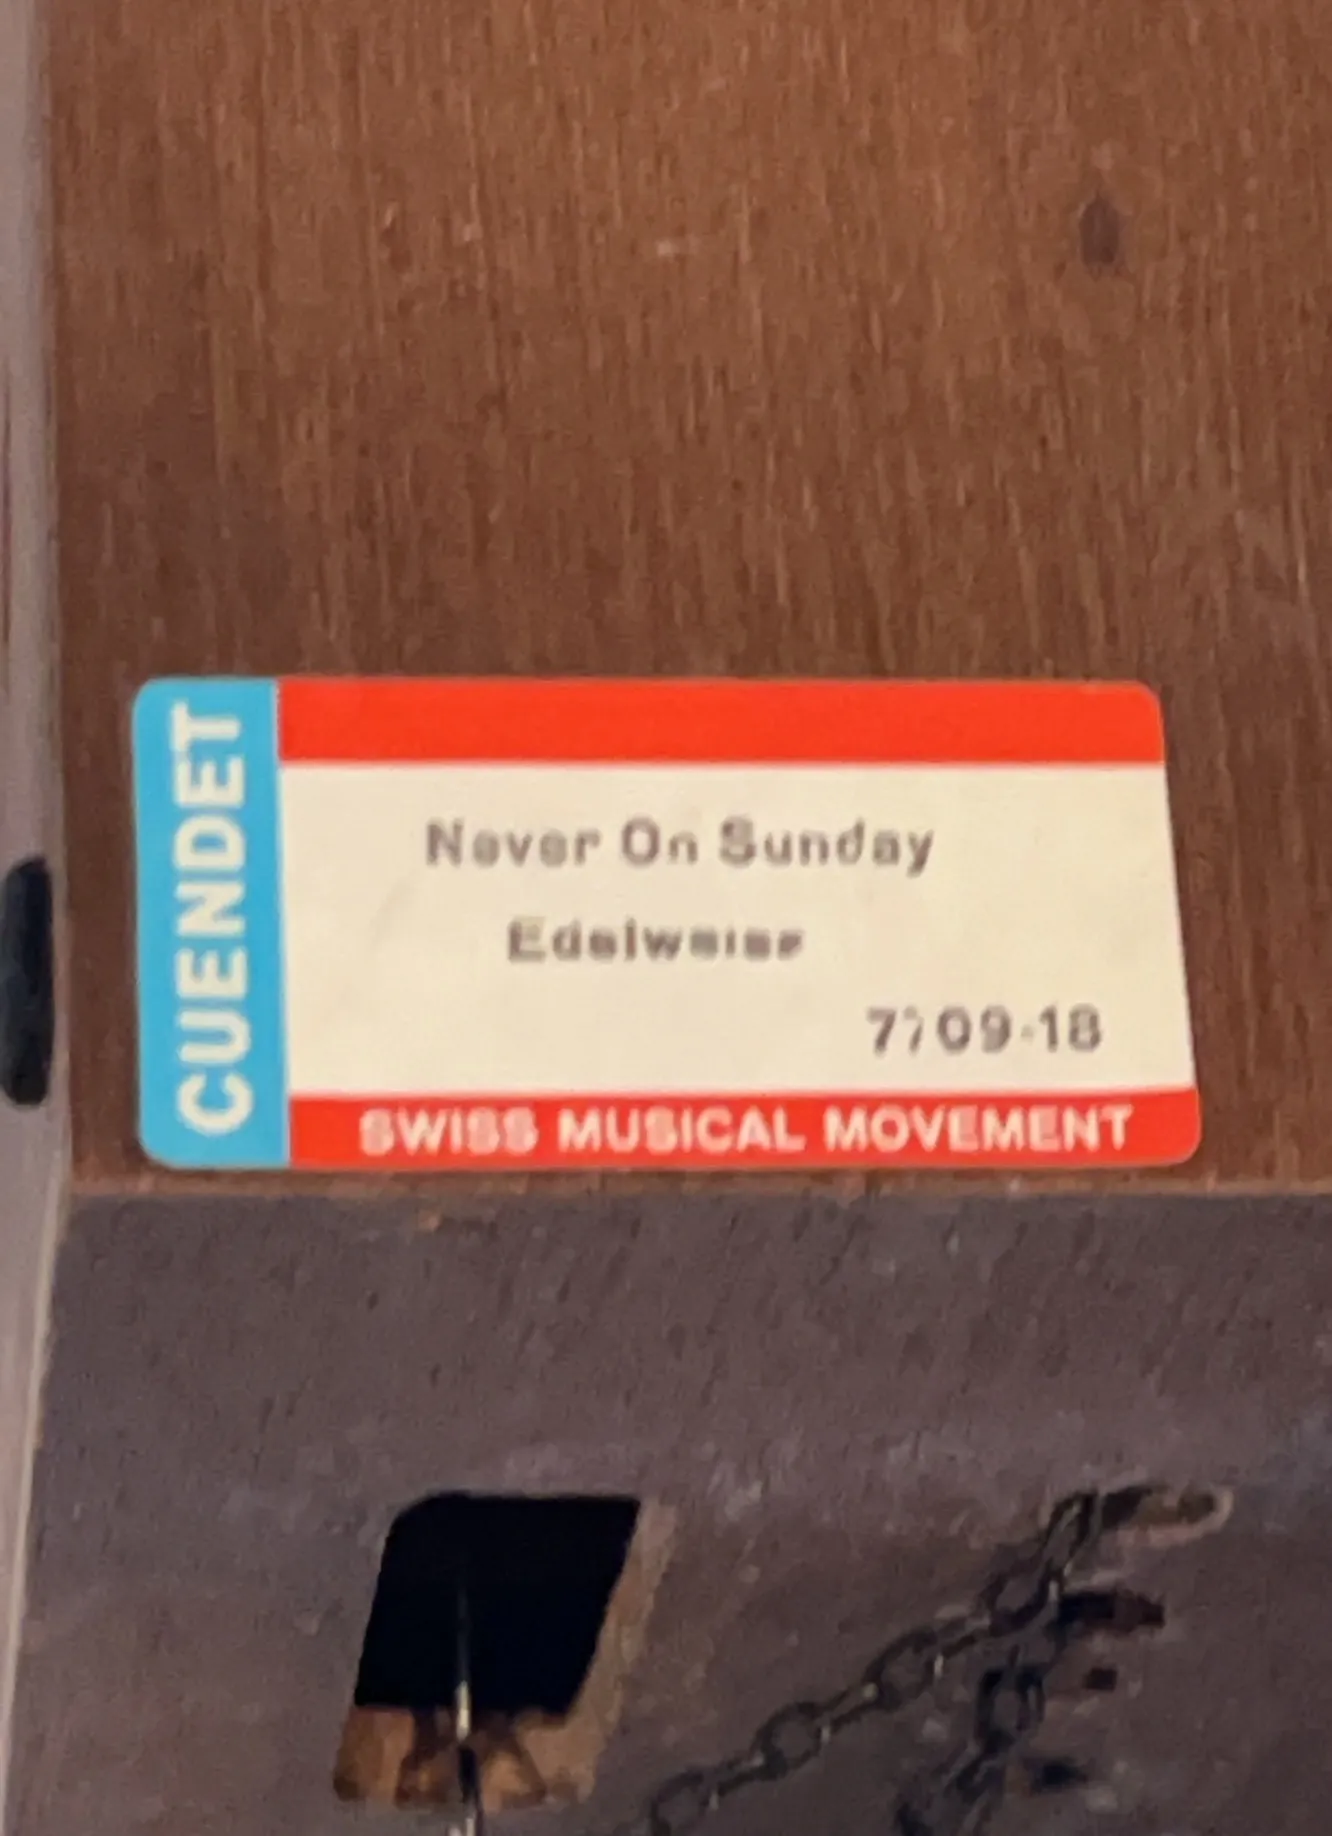 CUENDET
Never On Sunday
Edelweiss
7709-18
SWISS MUSICAL MOVEMENT